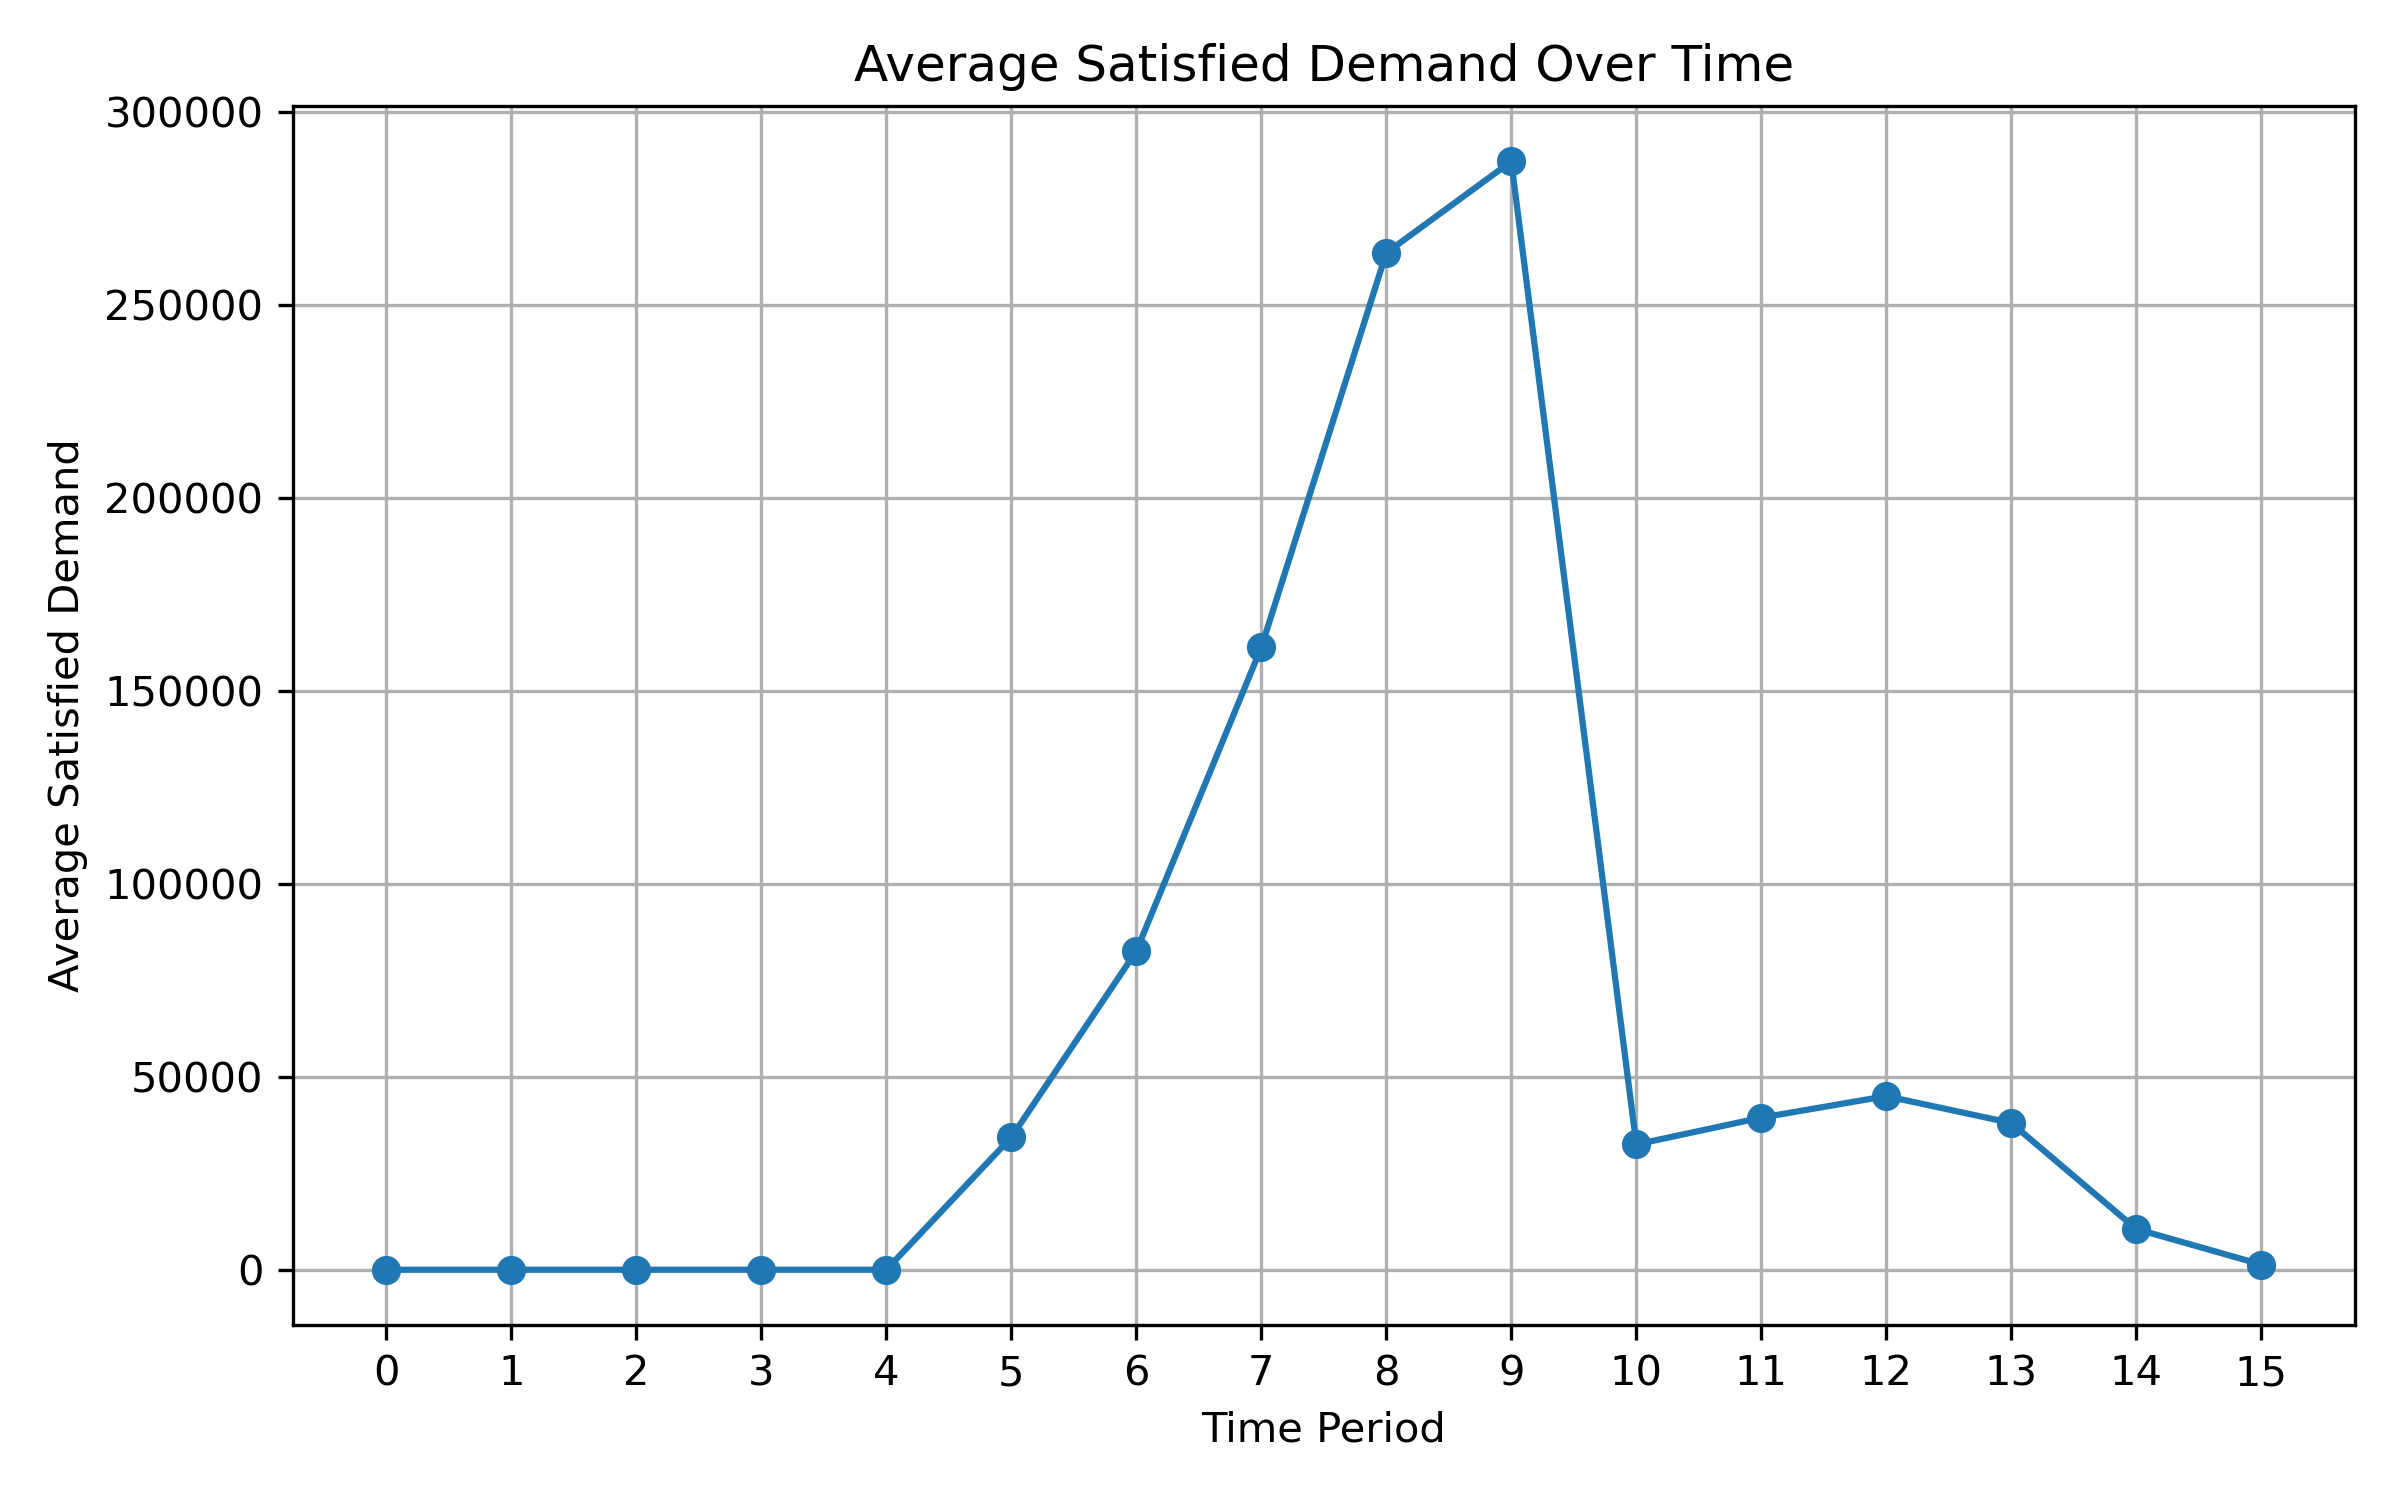 Average Satisfied Demand Over Time
300000
250000
200000
150000
100000
50000
0
Average Satisfied Demand
0 1 2 3 4 5 6 7 8 9 10 11 12 13 14 15
Time Period